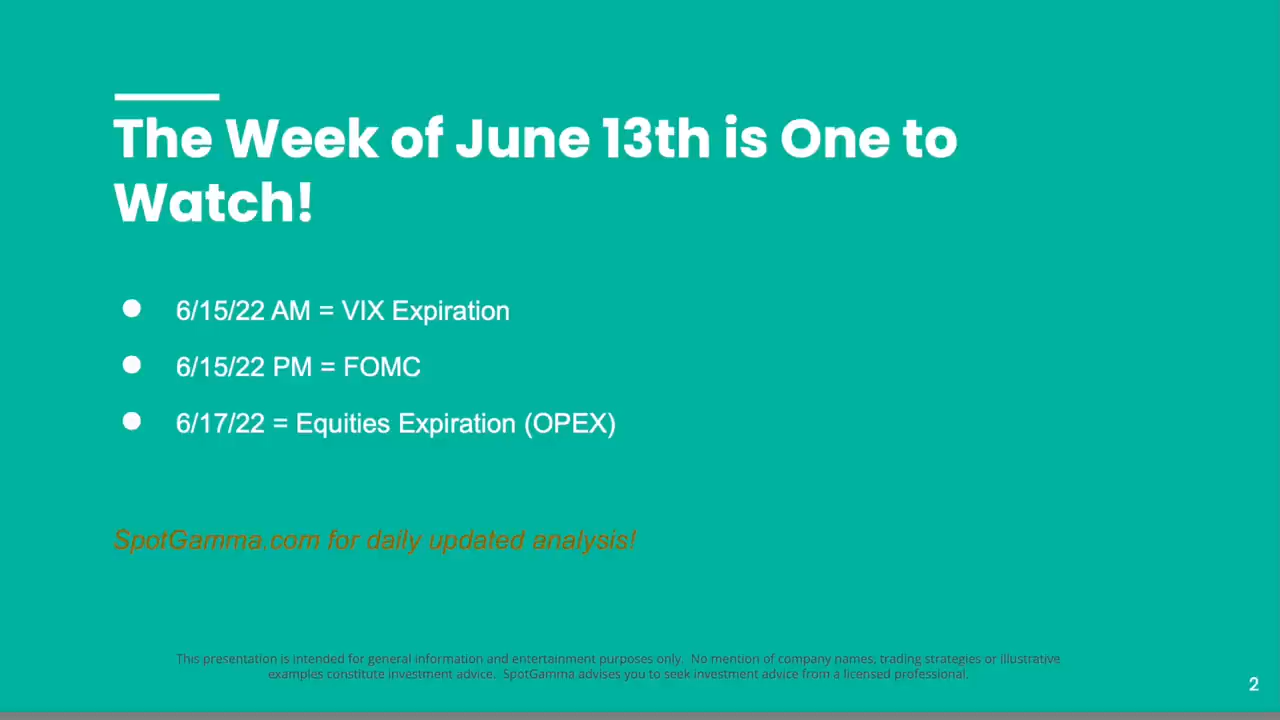 The Week of June 13th is One to
Watch!
● 6/15/22 AM = VIX Expiration
● 6/15/22 PM = FOMC
● 6/17/22 = Equities Expiration (OPEX)
SpotGamma.com for daily updated analysis!
This presentation is intended for general information and entertainment purposes only. No mention of company names, trading strategies or illustrative
examples constitute investment advice. SpotGamma advises you to seek investment advice from a licensed professional.
2